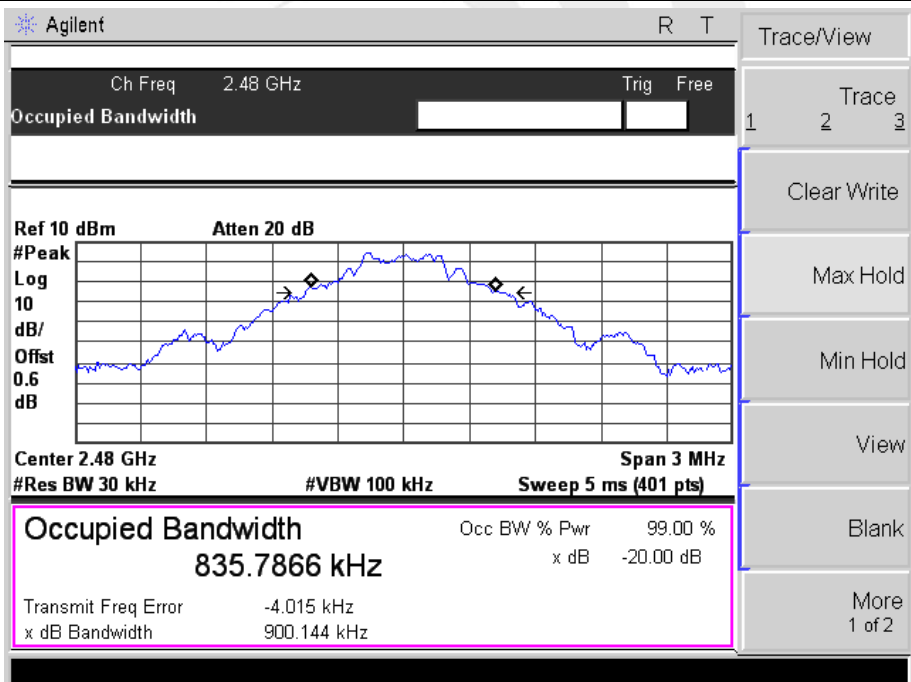 Agilent R T
Trace/View
Ch Freq 2.48 GHz Trig Free
Occupied Bandwidth
Trace
1 2 3
Clear Write
Max Hold
Min Hold
View
Blank
More
1 of 2
Ref 10 dBm Atten 20 dB
#Peak
Log
10
dB/
Offst
0.6
dB
Center 2.48 GHz Span 3 MHz
#Res BW 30 kHz #VBW 100 kHz Sweep 5 ms (401 pts)
Occupied Bandwidth
835.7866 kHz
Occ BW % Pwr 99.00 %
x dB -20.00 dB
Transmit Freq Error -4.015 kHz
x dB Bandwidth 900.144 kHz